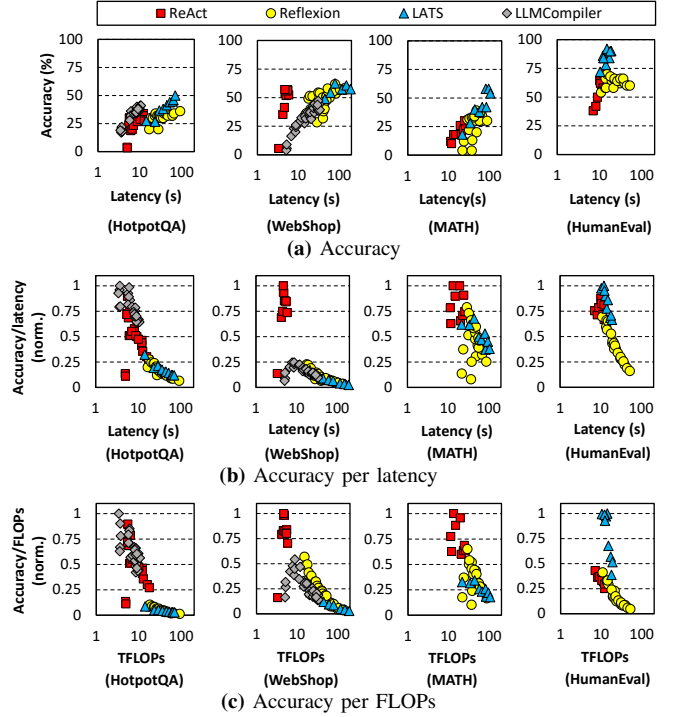 ReAct Reflexion LATS LLMCompiler
Accuracy (%)
100
75
50
25
0
1 10 100
Latency (s)
(HotpotQA)
100
75
50
25
0
1 10 100
Latency (s)
(WebShop)
100
75
50
25
0
1 10 100
Latency(s)
(MATH)
100
75
50
25
0
1 10 100
Latency (s)
(HumanEval)
(a) Accuracy
Accuracy/latency
(norm.)
1
0.75
0.5
0.25
0
1 10 100
Latency (s)
(HotpotQA)
1
0.75
0.5
0.25
0
1 10 100
Latency (s)
(WebShop)
1
0.75
0.5
0.25
0
1 10 100
Latency (s)
(MATH)
1
0.75
0.5
0.25
0
1 10 100
Latency (s)
(HumanEval)
(b) Accuracy per latency
Accuracy/FLOPs
(norm.)
1
0.75
0.5
0.25
0
1 10 100
TFLOPs
(HotpotQA)
1
0.75
0.5
0.25
0
1 10 100
TFLOPs
(WebShop)
1
0.75
0.5
0.25
0
1 10 100
TFLOPs
(MATH)
1
0.75
0.5
0.25
0
1 10 100
TFLOPs
(HumanEval)
(c) Accuracy per FLOPs